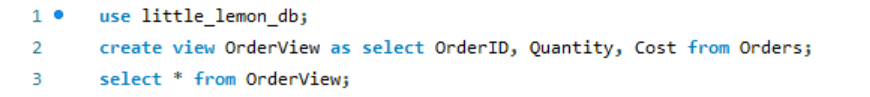 1 use little_lemon_db;
2 create view OrderView as select OrderID, Quantity, Cost from Orders;
3 select * from OrderView;